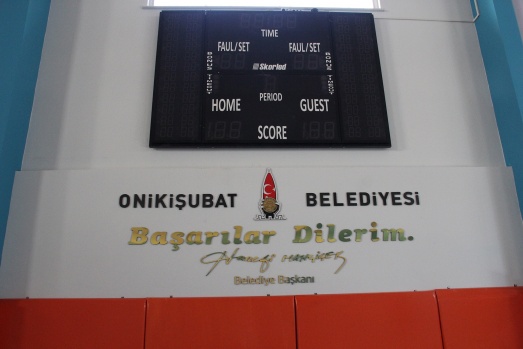 TIME
FAUL/SET FAUL/SET
Skorled
HOME PERIOD GUEST
SCORE
ONİKİŞUBAT BELEDİYESİ
Başarılar Dilerim.
Belediye Başkanı